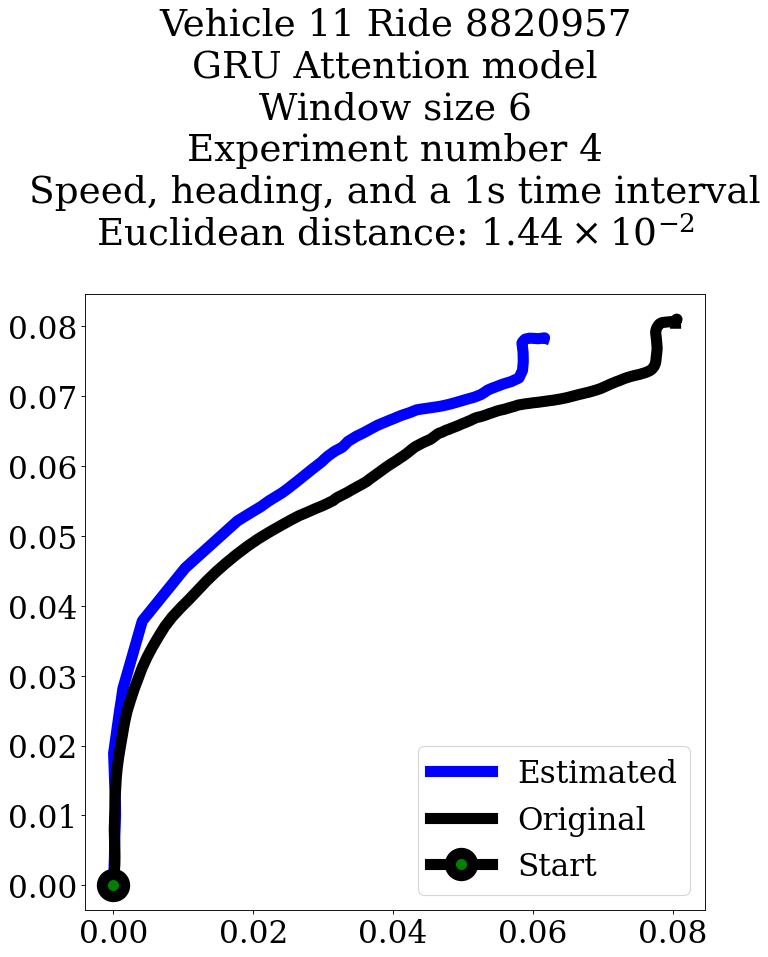 Vehicle 11 Ride 8820957
GRU Attention model
Window size 6
Experiment number 4
Speed, heading, and a 1s time interval
Euclidean distance: 1.44 × 10⁻²
0.08
0.07
0.06
0.05
0.04
0.03
0.02
0.01
0.00
Estimated
Original
Start
0.00 0.02 0.04 0.06 0.08